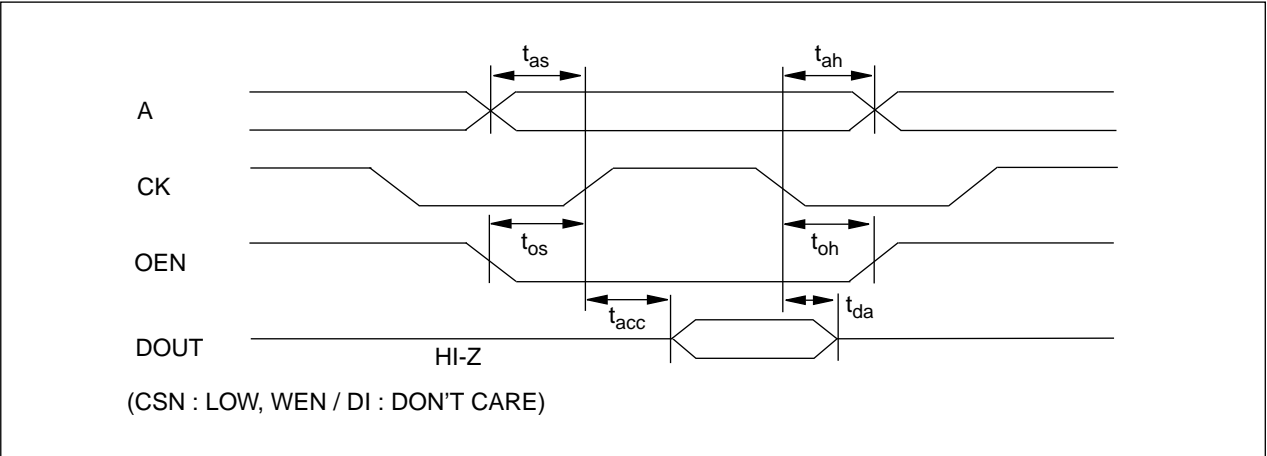 t_as
t_ah
A
CK
t_os
t_oh
OEN
t_acc
t_da
DOUT
HI-Z
(CSN : LOW, WEN / DI : DON'T CARE)